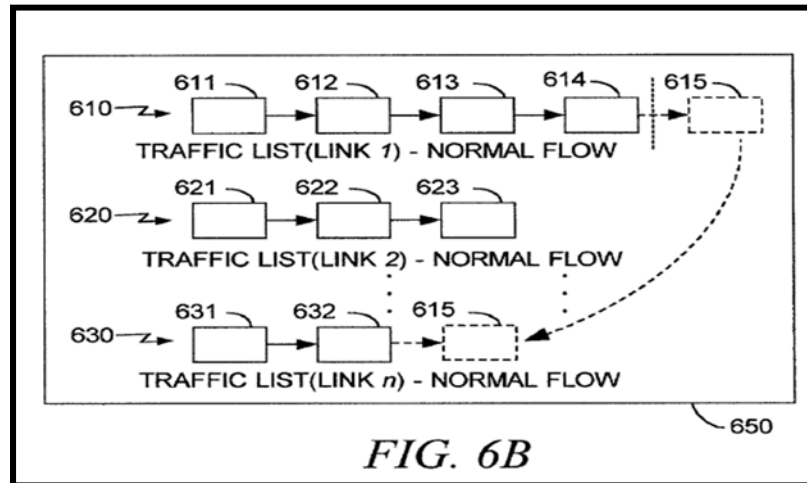 611 612 613 614 615
610
TRAFFIC LIST(LINK 1) - NORMAL FLOW
621 622 623
620
TRAFFIC LIST(LINK 2) - NORMAL FLOW
631 632 615
630
TRAFFIC LIST(LINK n) - NORMAL FLOW
650
FIG. 6B